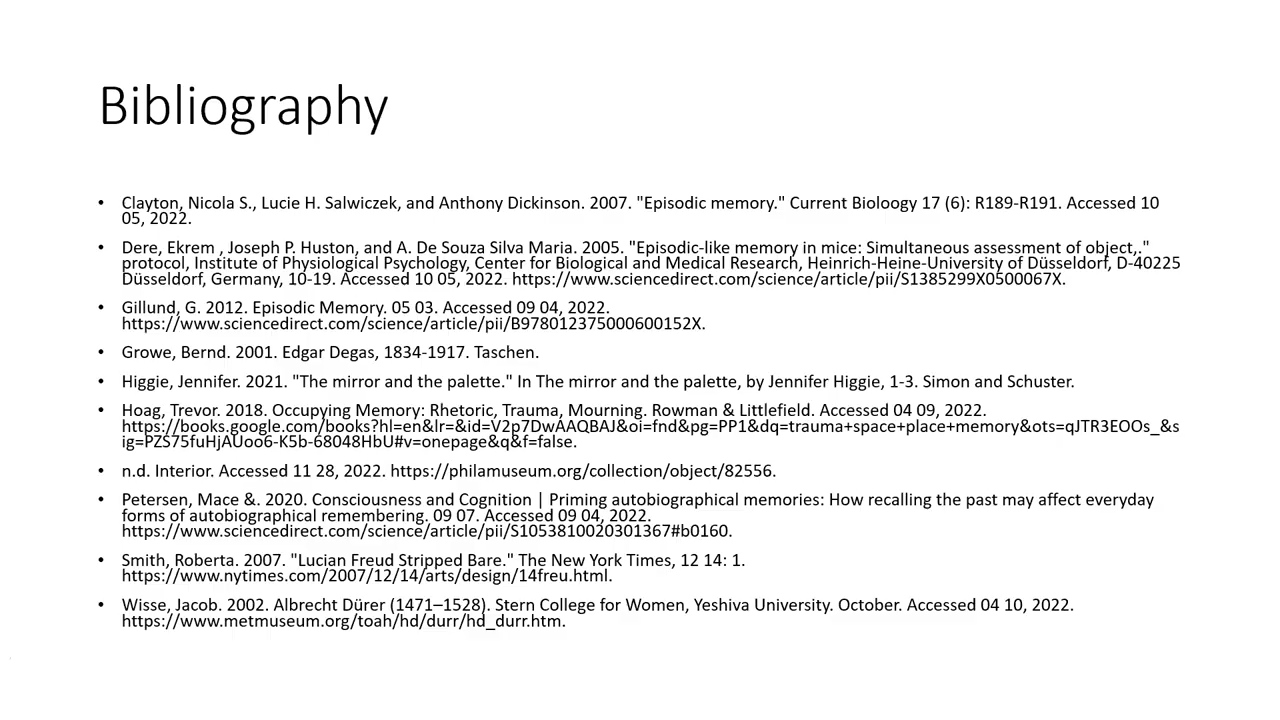 Bibliography
• Clayton, Nicola S., Lucie H. Salwiczek, and Anthony Dickinson. 2007. "Episodic memory." Current Bioloogy 17 (6): R189-R191. Accessed 10
05, 2022.
• Dere, Ekrem , Joseph P. Huston, and A. De Souza Silva Maria. 2005. "Episodic-like memory in mice: Simultaneous assessment of object,."
protocol, Institute of Physiological Psychology, Center for Biological and Medical Research, Heinrich-Heine-University of Düsseldorf, D-40225
Düsseldorf, Germany, 10-19. Accessed 10 05, 2022. https://www.sciencedirect.com/science/article/pii/S1385299X0500067X.
• Gillund, G. 2012. Episodic Memory. 05 03. Accessed 09 04, 2022.
https://www.sciencedirect.com/science/article/pii/B978012375000600152X.
• Growe, Bernd. 2001. Edgar Degas, 1834-1917. Taschen.
• Higgie, Jennifer. 2021. "The mirror and the palette." In The mirror and the palette, by Jennifer Higgie, 1-3. Simon and Schuster.
• Hoag, Trevor. 2018. Occupying Memory: Rhetoric, Trauma, Mourning. Rowman & Littlefield. Accessed 04 09, 2022.
https://books.google.com/books?hl=en&lr=&id=V2p7DwAAQBAJ&oi=fnd&pg=PP1&dq=trauma+space+place+memory&ots=qJTR3EOOs_&s
ig=PZS75fuHjAUoo6-K5b-68048HbU#v=onepage&q&f=false.
• n.d. Interior. Accessed 11 28, 2022. https://philamuseum.org/collection/object/82556.
• Petersen, Mace &. 2020. Consciousness and Cognition | Priming autobiographical memories: How recalling the past may affect everyday
forms of autobiographical remembering. 09 07. Accessed 09 04, 2022.
https://www.sciencedirect.com/science/article/pii/S1053810020301367#b0160.
• Smith, Roberta. 2007. "Lucian Freud Stripped Bare." The New York Times, 12 14: 1.
https://www.nytimes.com/2007/12/14/arts/design/14freu.html.
• Wisse, Jacob. 2002. Albrecht Dürer (1471–1528). Stern College for Women, Yeshiva University. October. Accessed 04 10, 2022.
https://www.metmuseum.org/toah/hd/durr/hd_durr.htm.